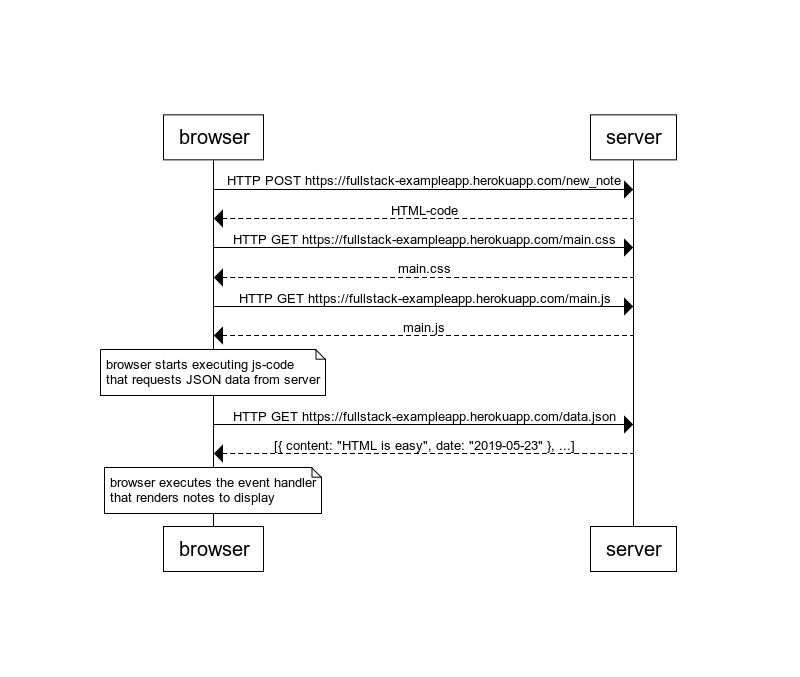 browser server
HTTP POST https://fullstack-exampleapp.herokuapp.com/new_note
HTML-code
HTTP GET https://fullstack-exampleapp.herokuapp.com/main.css
main.css
HTTP GET https://fullstack-exampleapp.herokuapp.com/main.js
main.js
browser starts executing js-code
that requests JSON data from server
HTTP GET https://fullstack-exampleapp.herokuapp.com/data.json
[{ content: "HTML is easy", date: "2019-05-23" }, ...]
browser executes the event handler
that renders notes to display
browser server